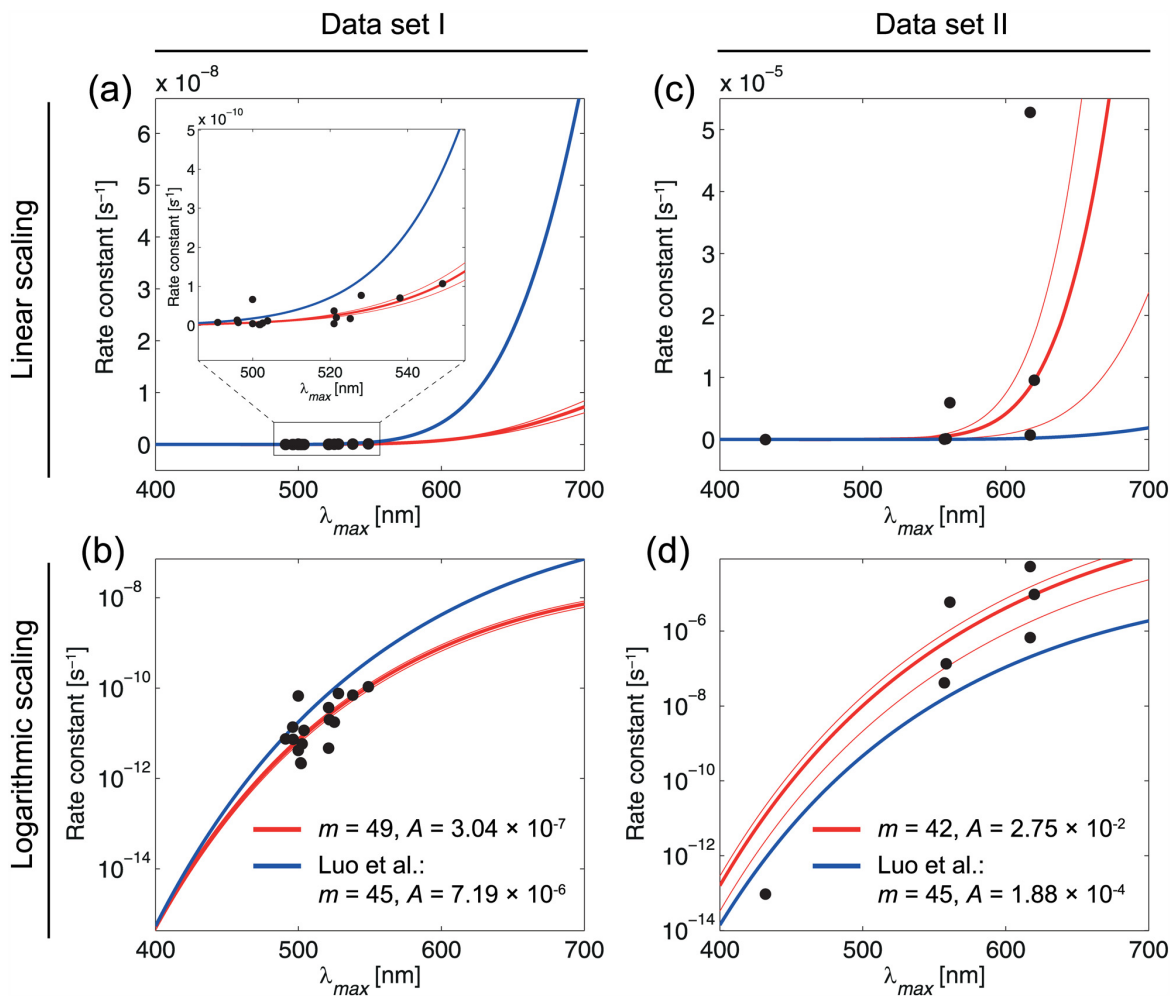 Data set I
Data set II
Linear scaling
Logarithmic scaling
(a)
x 10⁻⁸
Rate constant [s⁻¹]
6
5
4
3
2
1
0
400
500
600
700
λmax [nm]
x 10⁻¹⁰
Rate constant [s⁻¹]
5
4
3
2
1
0
500
520
540
λmax [nm]
(c)
x 10⁻⁵
Rate constant [s⁻¹]
5
4
3
2
1
0
400
500
600
700
λmax [nm]
(b)
Rate constant [s⁻¹]
10⁻⁸
10⁻¹⁰
10⁻¹²
10⁻¹⁴
m = 49, A = 3.04 × 10⁻⁷
Luo et al.:
m = 45, A = 7.19 × 10⁻⁶
400
500
600
700
λmax [nm]
(d)
Rate constant [s⁻¹]
10⁻⁶
10⁻⁸
10⁻¹⁰
10⁻¹²
10⁻¹⁴
m = 42, A = 2.75 × 10⁻²
Luo et al.:
m = 45, A = 1.88 × 10⁻⁴
400
500
600
700
λmax [nm]